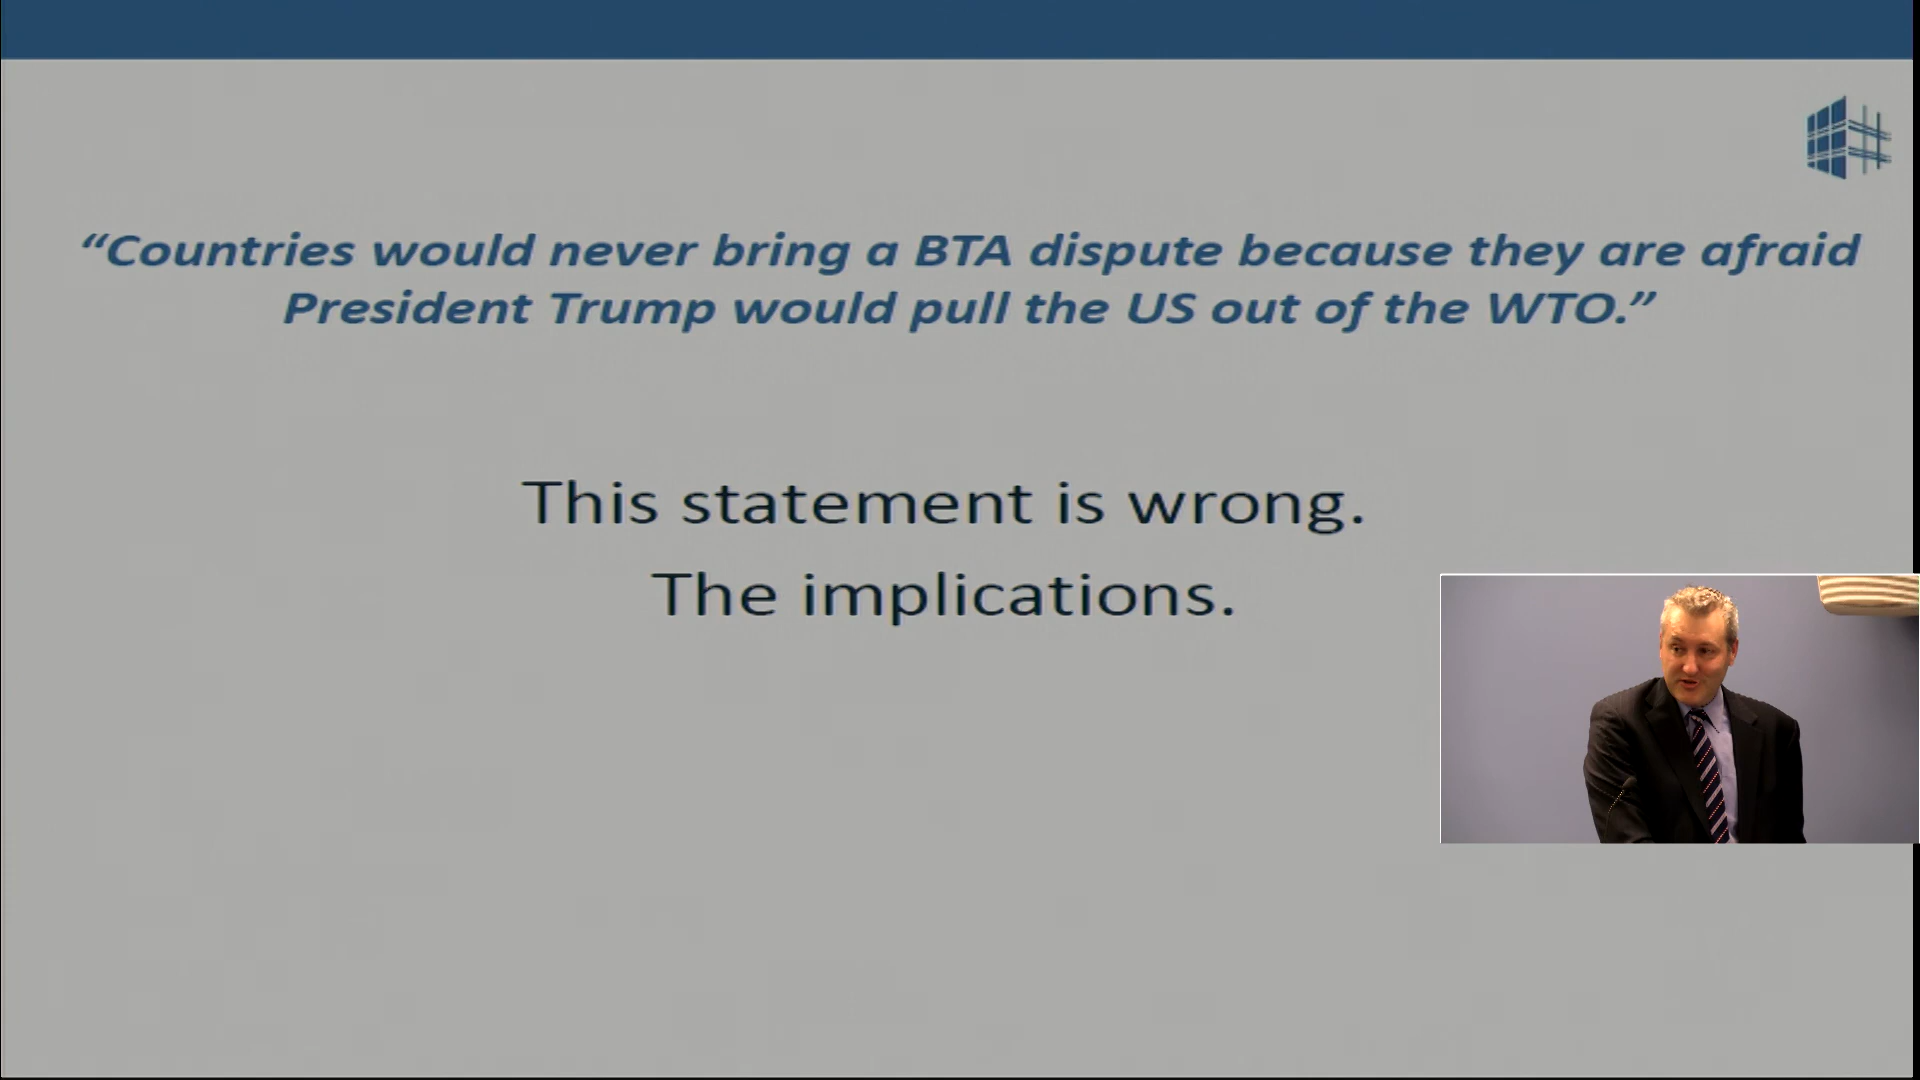 “Countries would never bring a BTA dispute because they are afraid
President Trump would pull the US out of the WTO.”
This statement is wrong.
The implications.